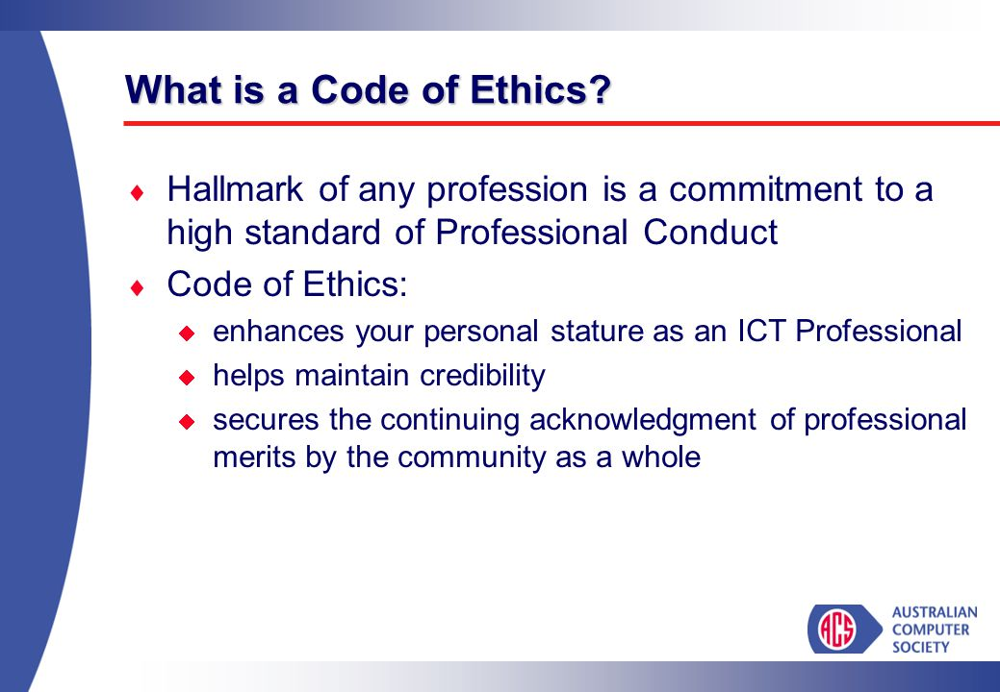 What is a Code of Ethics?
Hallmark of any profession is a commitment to a
high standard of Professional Conduct
Code of Ethics:
enhances your personal stature as an ICT Professional
helps maintain credibility
secures the continuing acknowledgment of professional
merits by the community as a whole
ACS
AUSTRALIAN
COMPUTER
SOCIETY